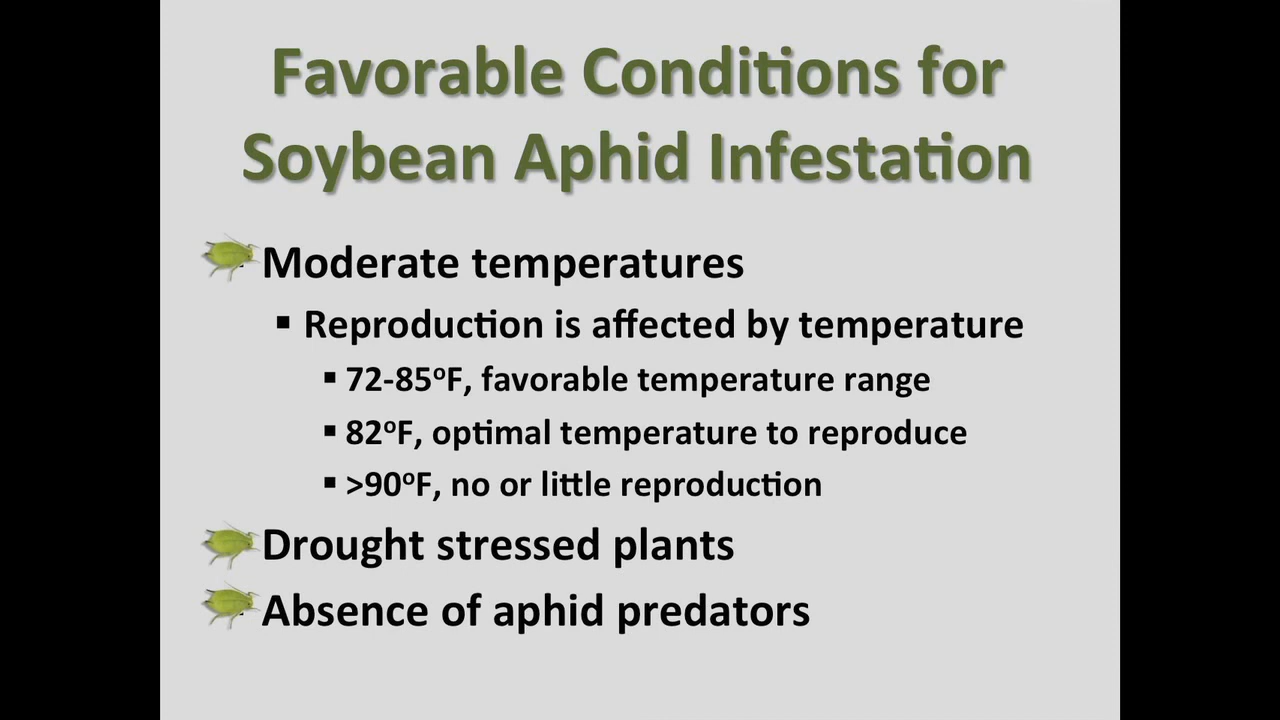 Favorable Conditions for
Soybean Aphid Infestation
Moderate temperatures
▪ Reproduction is affected by temperature
▪ 72-85ºF, favorable temperature range
▪ 82ºF, optimal temperature to reproduce
▪ >90ºF, no or little reproduction
Drought stressed plants
Absence of aphid predators